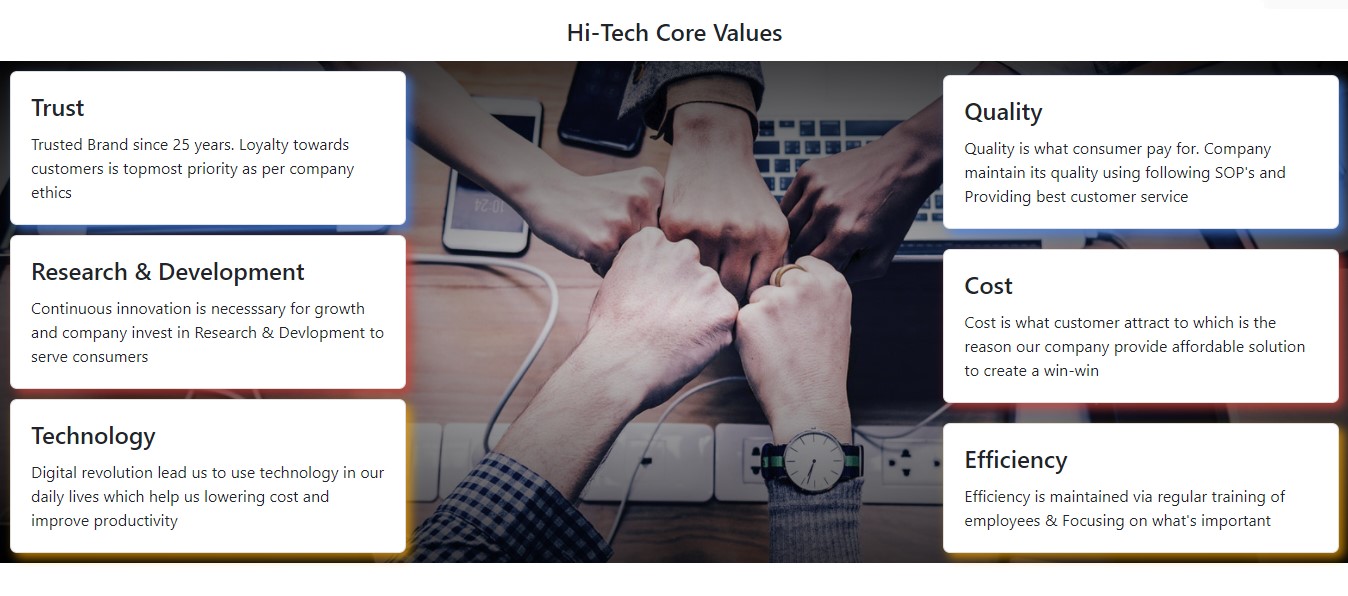 Hi-Tech Core Values
Trust
Trusted Brand since 25 years. Loyalty towards
customers is topmost priority as per company
ethics
Research & Development
Continuous innovation is necesssary for growth
and company invest in Research & Devlopment to
serve consumers
Technology
Digital revolution lead us to use technology in our
daily lives which help us lowering cost and
improve productivity
Quality
Quality is what consumer pay for. Company
maintain its quality using following SOP's and
Providing best customer service
Cost
Cost is what customer attract to which is the
reason our company provide affordable solution
to create a win-win
Efficiency
Efficiency is maintained via regular training of
employees & Focusing on what's important
10:24